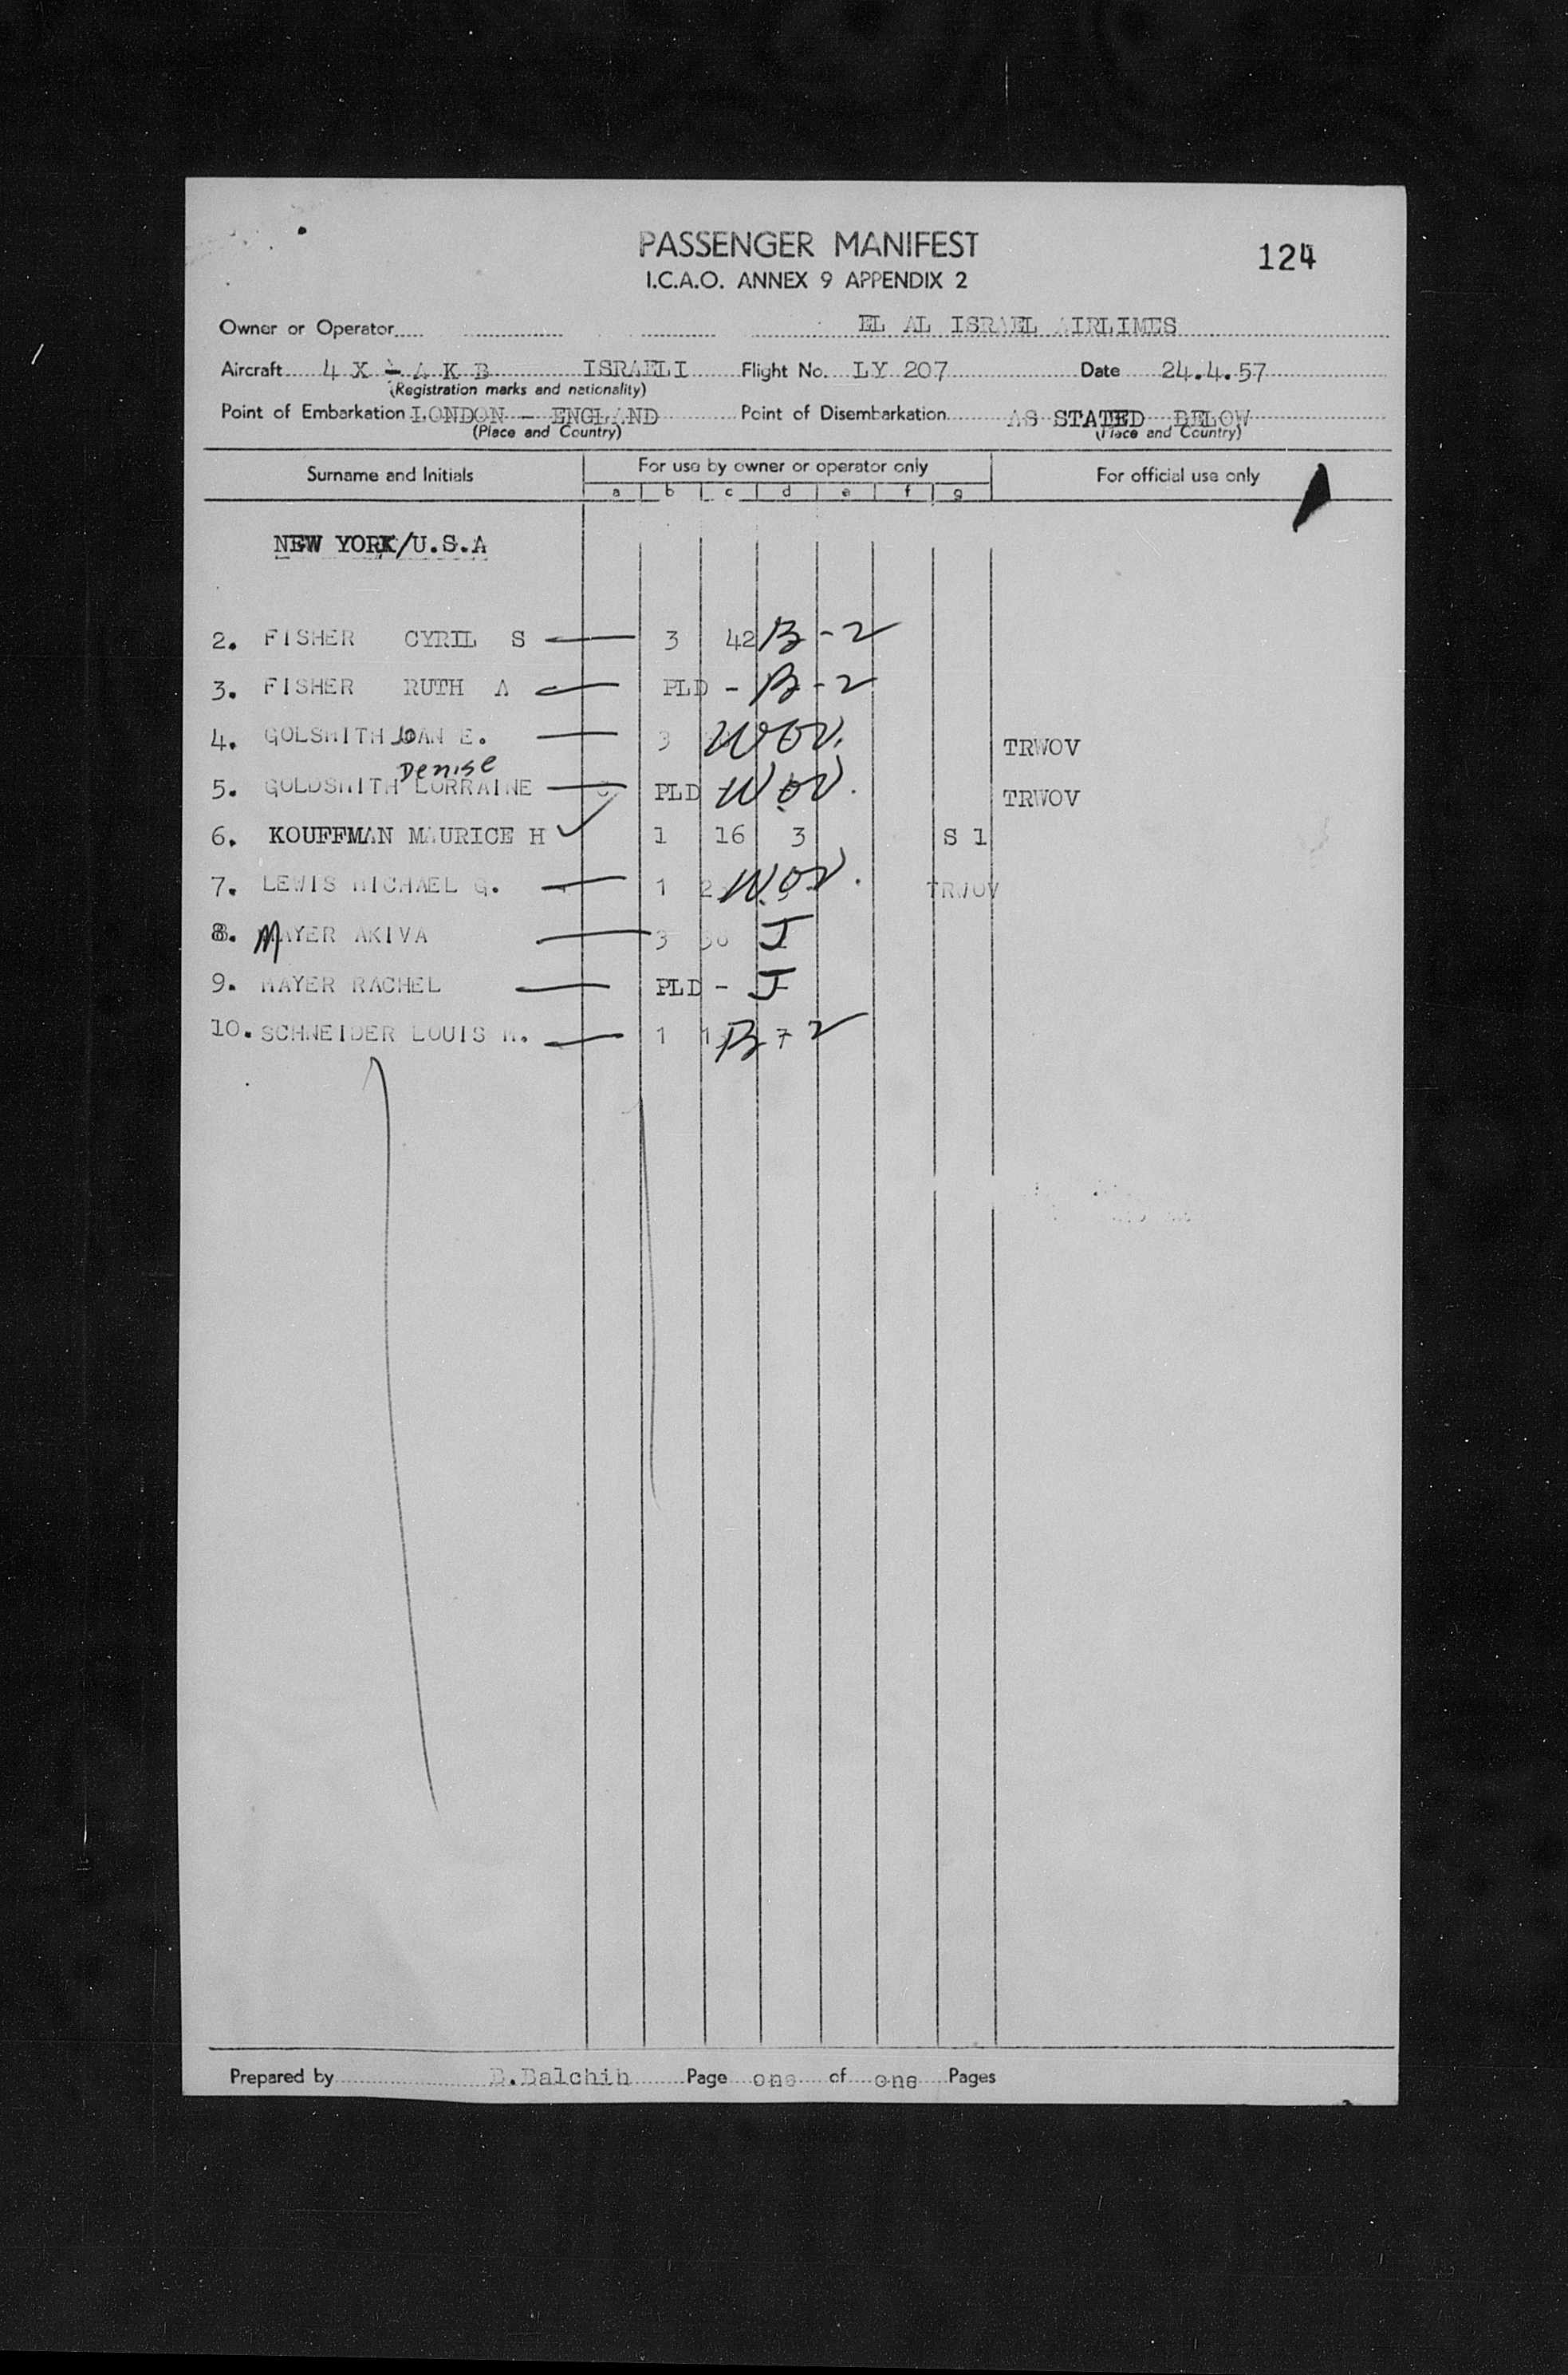 PASSENGER MANIFEST
124
I.C.A.O. ANNEX 9 APPENDIX 2
Owner or Operator EL AL ISRAEL AIRLIMES
Aircraft 4 X - A K B ISRAELI Flight No. LY 207 Date 24.4.57
(Registration marks and nationality)
Point of Embarkation LONDON - ENGLAND Point of Disembarkation AS STATED BELOW
(Place and Country) (Place and Country)
Surname and Initials For use by owner or operator only For official use only
a b c d e f g
NEW YORK/U.S.A
2. FISHER CYRIL S 3 42 B-2
3. FISHER RUTH A PLD - B-2
4. GOLSMITH JOAN E. 3 WOV. TRWOV
Denise
5. GOLDSMITH LORRAINE PLD W.O.V. TRWOV
6. KOUFFMAN MAURICE H 1 16 3 S 1
7. LEWIS MICHAEL G. 1 2 W.O.V. TRWOV
8. MAYER AKIVA 3 J
9. MAYER RACHEL PLD - J
10. SCHNEIDER LOUIS M. 1 1 B-2
Prepared by B.Balchin Page one of one Pages